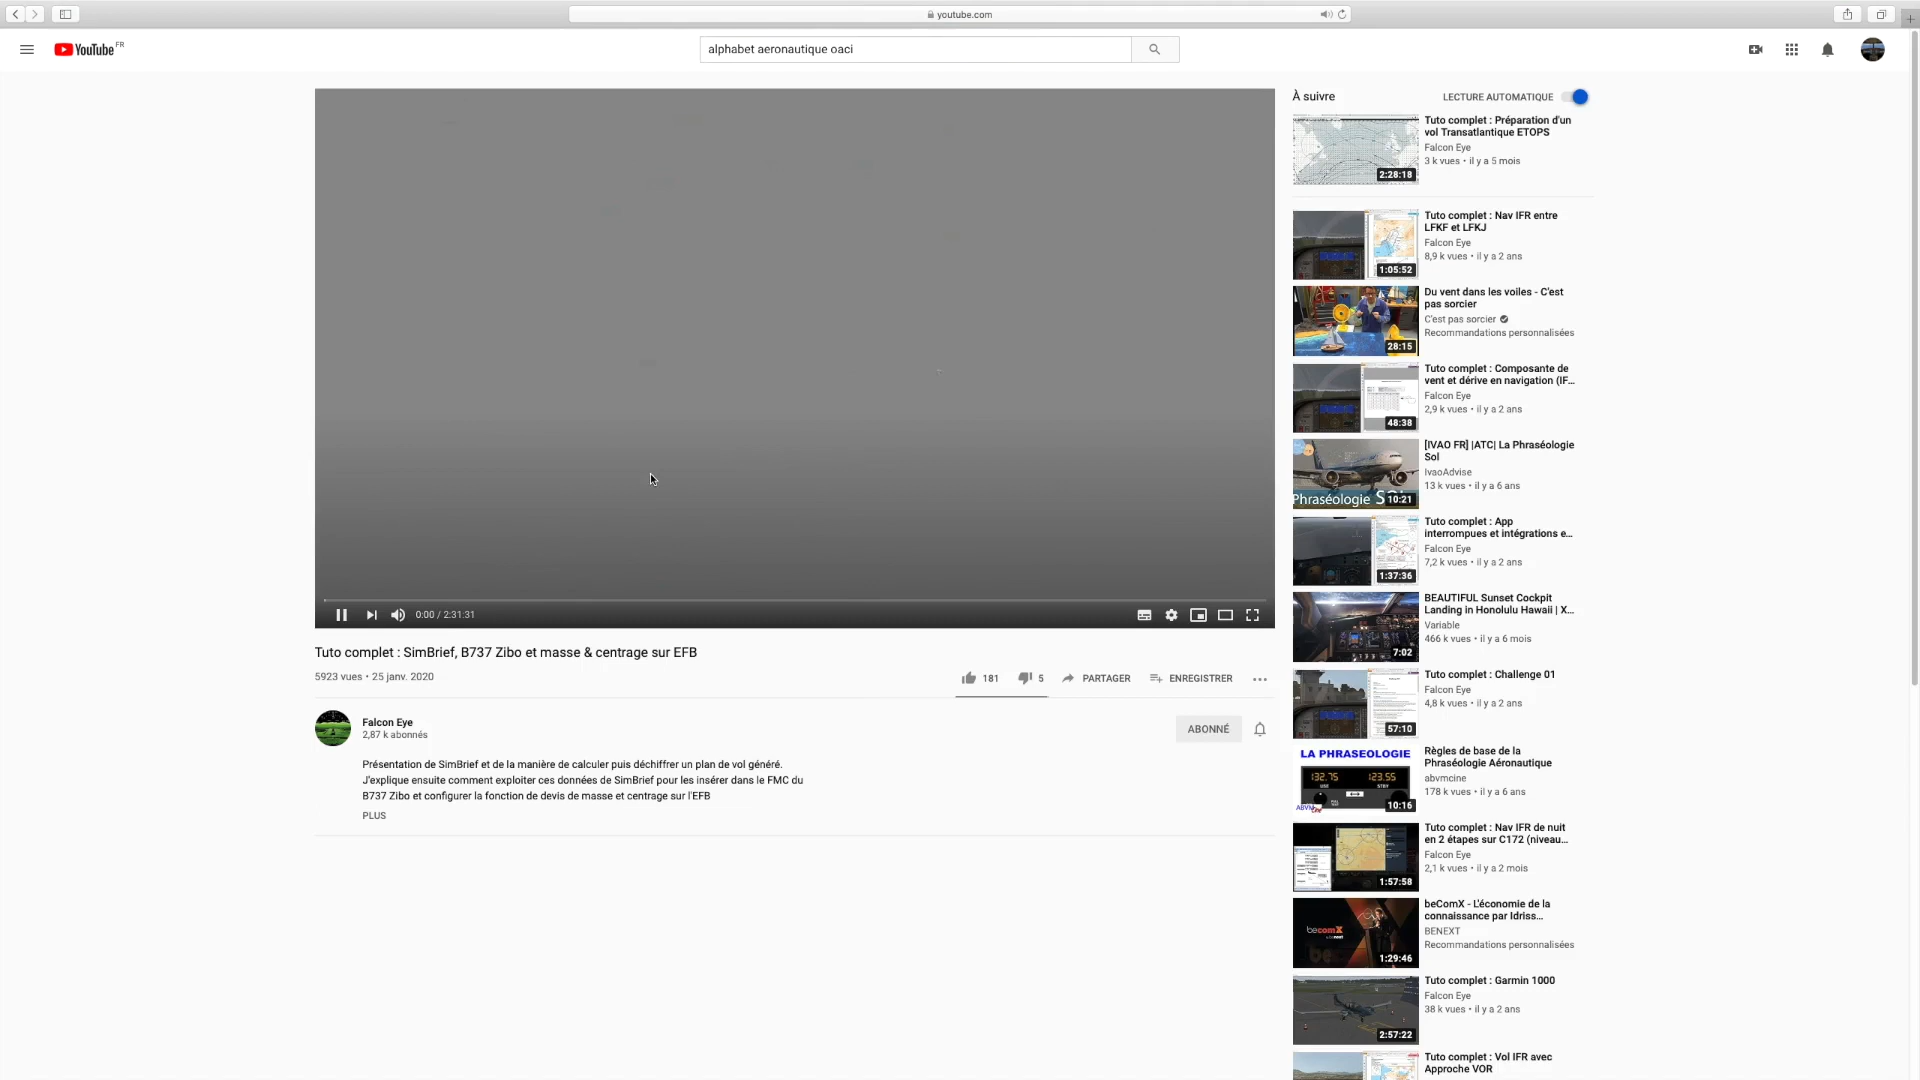 youtube.com
YouTube FR
alphabet aeronautique oaci
À suivre
LECTURE AUTOMATIQUE
Tuto complet : Préparation d'un
vol Transatlantique ETOPS
Falcon Eye
3 k vues • il y a 5 mois
2:28:18
Tuto complet : Nav IFR entre
LFKF et LFKJ
Falcon Eye
8,9 k vues • il y a 2 ans
1:05:52
Du vent dans les voiles - C'est
pas sorcier
C'est pas sorcier
Recommandations personnalisées
28:15
Tuto complet : Composante de
vent et dérive en navigation (IF...
Falcon Eye
2,9 k vues • il y a 2 ans
48:38
[IVAO FR] |ATC| La Phraséologie
Sol
IvaoAdvise
13 k vues • il y a 6 ans
Phraséologie S
10:21
Tuto complet : App
interrompues et intégrations e...
Falcon Eye
7,2 k vues • il y a 2 ans
1:37:36
BEAUTIFUL Sunset Cockpit
Landing in Honolulu Hawaii | X...
Variable
466 k vues • il y a 6 mois
7:02
Tuto complet : Challenge 01
Falcon Eye
4,8 k vues • il y a 2 ans
57:10
Règles de base de la
Phraséologie Aéronautique
abvmcine
178 k vues • il y a 6 ans
LA PHRASEOLOGIE
132.75 123.55
10:16
Tuto complet : Nav IFR de nuit
en 2 étapes sur C172 (niveau...
Falcon Eye
2,1 k vues • il y a 2 mois
1:57:58
beComX - L'économie de la
connaissance par Idriss...
BENEXT
Recommandations personnalisées
becomX
1:29:46
Tuto complet : Garmin 1000
Falcon Eye
38 k vues • il y a 2 ans
2:57:22
Tuto complet : Vol IFR avec
Approche VOR
0:00 / 2:31:31
Tuto complet : SimBrief, B737 Zibo et masse & centrage sur EFB
5923 vues • 25 janv. 2020
181
5
PARTAGER
ENREGISTRER
Falcon Eye
2,87 k abonnés
ABONNÉ
Présentation de SimBrief et de la manière de calculer puis déchiffrer un plan de vol généré.
J'explique ensuite comment exploiter ces données de SimBrief pour les insérer dans le FMC du
B737 Zibo et configurer la fonction de devis de masse et centrage sur l'EFB
PLUS